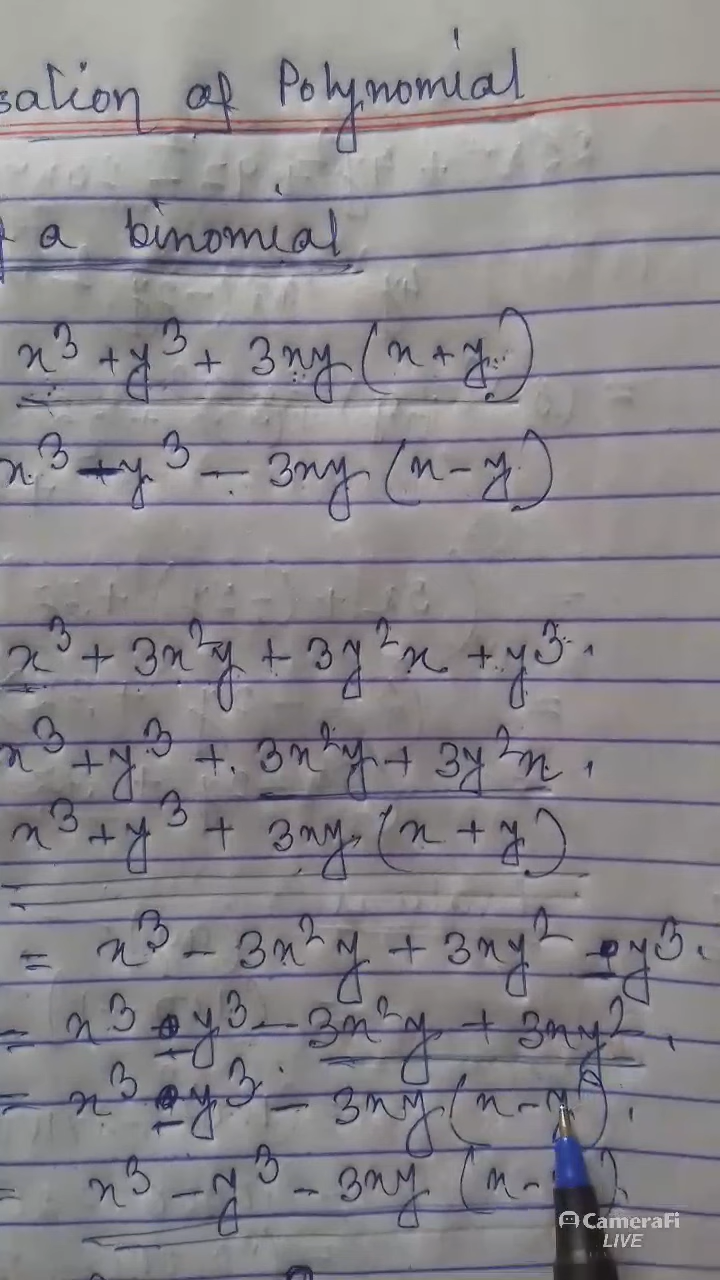 sation of Polynomial
f a binomial
x³ + y³ + 3xy (x + y)
x³ - y³ - 3xy (x - y)
x³ + 3x²y + 3y²x + y³.
x³ + y³ + 3x²y + 3y²x.
x³ + y³ + 3xy (x + y)
= x³ - 3x²y + 3xy² - y³.
= x³ - y³ - 3x²y + 3xy².
= x³ - y³ - 3xy (x - y).
= x³ - y³ - 3xy (x -
CameraFi
LIVE